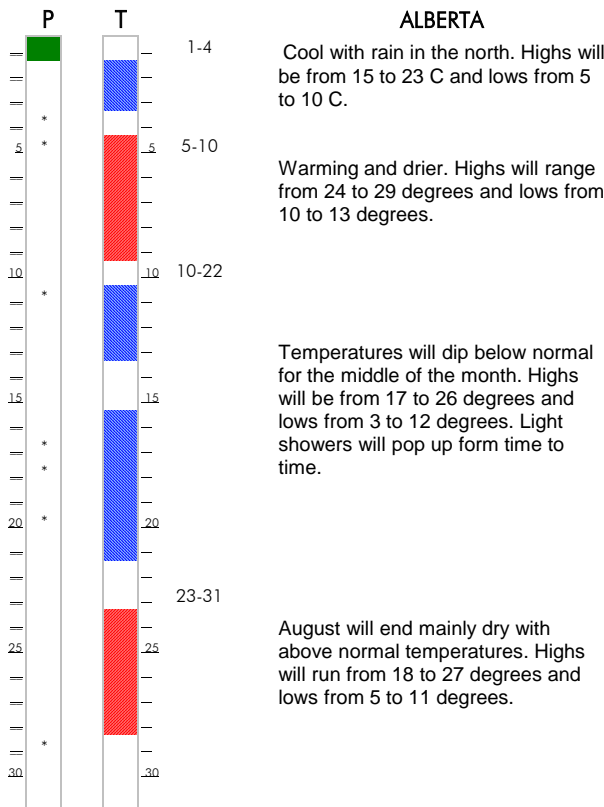 P T ALBERTA
1-4
Cool with rain in the north. Highs will
be from 15 to 23 C and lows from 5
to 10 C.
*
* 
5 5 5-10
Warming and drier. Highs will range
from 24 to 29 degrees and lows from
10 to 13 degrees.
10 10 10-22
*
Temperatures will dip below normal
for the middle of the month. Highs
will be from 17 to 26 degrees and
lows from 3 to 12 degrees. Light
showers will pop up form time to
time.
15 15
*
*
20 * 20
23-31
August will end mainly dry with
above normal temperatures. Highs
will run from 18 to 27 degrees and
lows from 5 to 11 degrees.
25 25
*
30 30